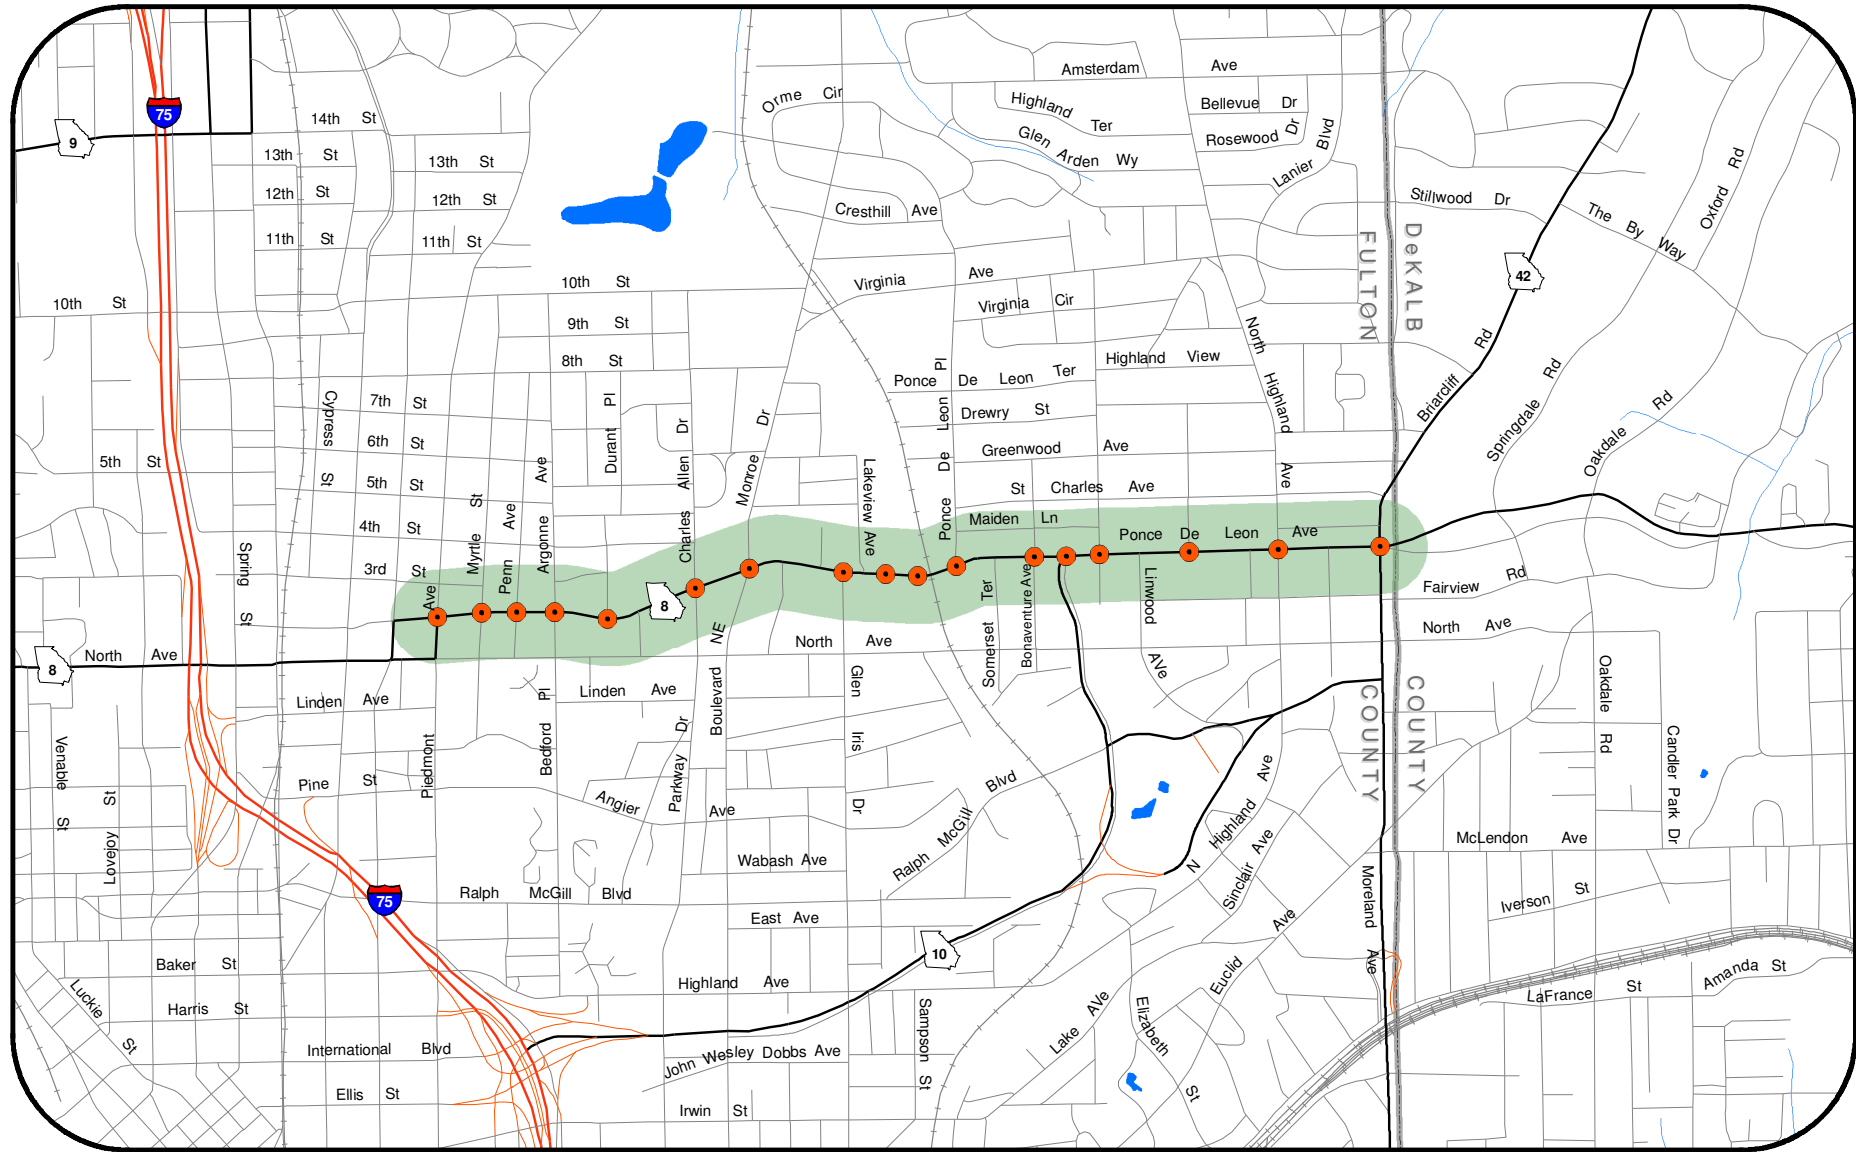 Amsterdam Ave
Orme Cir
Highland Ter
Bellevue Dr
75
14th St
9
Glen Arden Wy
Rosewood Dr
Lanier Blvd
13th St
13th St
12th St
12th St
Stillwood Dr
Oxford Rd
Cresthill Ave
The By Way
11th St
11th St
FULTON
DeKALB
10th St
Virginia Ave
42
10th St
Virginia Cir
9th St
North Highland Ave
Briarcliff Rd
8th St
Highland View
Ponce De Leon Ter
Springdale Rd
Oakdale Rd
7th St
Cypress St
Durant Pl
Charles Allen Dr
Monroe Dr
Ponce De Leon Pl
Drewry St
6th St
Greenwood Ave
5th St
5th St
Lakeview Ave
St Charles Ave
Myrtle St
Penn Ave
Argonne Ave
4th St
Maiden Ln
Ponce De Leon Ave
Spring St
3rd St
8
Somerset Ter
Bonaventure Ave
Linwood AVe
Fairview Rd
North Ave
8
NE
North Ave
North Ave
Linden Ave
Linden Ave
Piedmont Ave
Bedford Pl
Parkway Dr
Boulevard
Glen Iris Dr
COUNTY
COUNTY
Oakdale Rd
Candler Park Dr
Venable St
Lovejoy St
Pine St
Angier Ave
Ralph McGill Blvd
N Highland Ave
McLendon Ave
Wabash Ave
Sinclair Ave
Moreland Ave
75
Ralph McGill Blvd
Iverson St
East Ave
10
Euclid Ave
Baker St
Amanda St
Luckie St
Highland Ave
LaFrance St
Harris St
Sampson St
Lake AVe
Elizabeth St
International Blvd
John Wesley Dobbs Ave
Ellis St
Irwin St